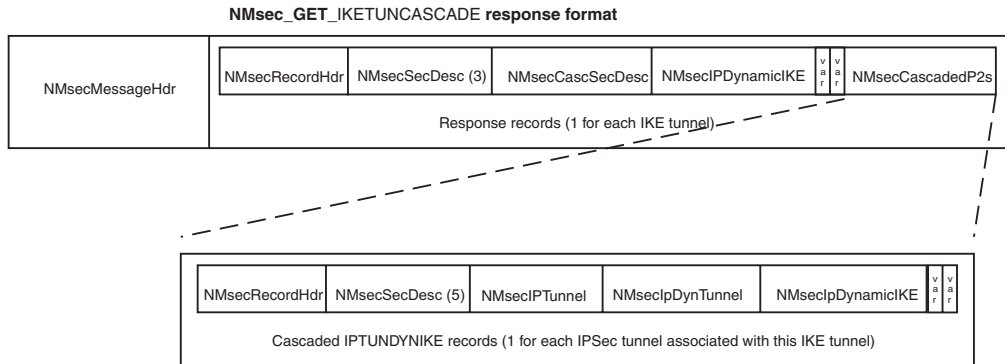 NMsec_GET_IKETUNCASCADE response format
NMsecMessageHdr
NMsecRecordHdr NMsecSecDesc (3) NMsecCascSecDesc NMsecIPDynamicIKE var var NMsecCascadedP2s
Response records (1 for each IKE tunnel)
NMsecRecordHdr NMsecSecDesc (5) NMsecIPTunnel NMsecIpDynTunnel NMsecIpDynamicIKE var var
Cascaded IPTUNDYNIKE records (1 for each IPSec tunnel associated with this IKE tunnel)